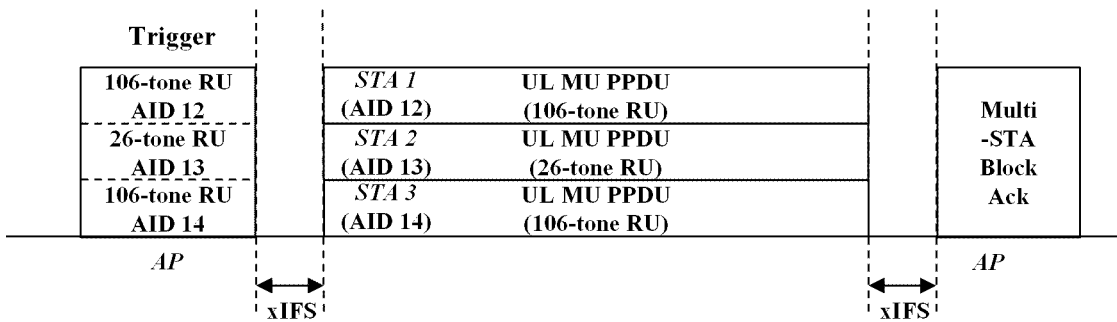 Trigger
106-tone RU
AID 12
26-tone RU
AID 13
106-tone RU
AID 14
STA 1 UL MU PPDU
(AID 12) (106-tone RU)
STA 2 UL MU PPDU
(AID 13) (26-tone RU)
STA 3 UL MU PPDU
(AID 14) (106-tone RU)
Multi
-STA
Block
Ack
AP
AP
xIFS
xIFS